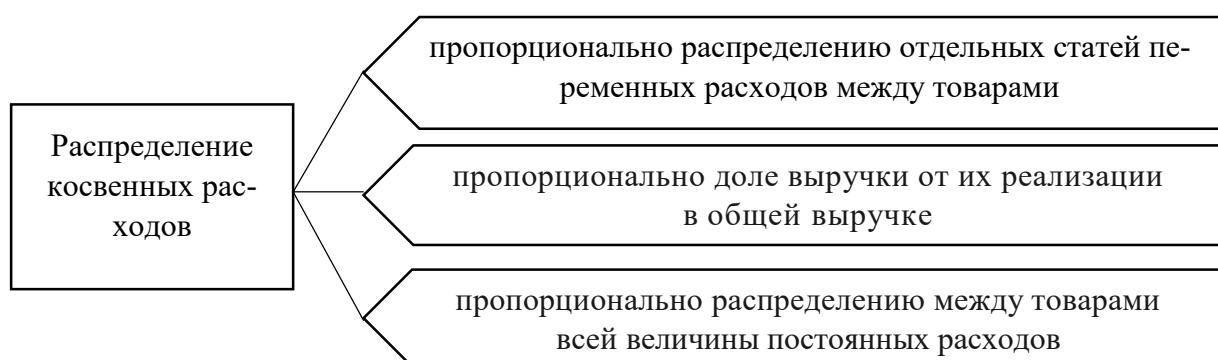 Распределение
косвенных рас-
ходов
пропорционально распределению отдельных статей пе-
ременных расходов между товарами
пропорционально доле выручки от их реализации
в общей выручке
пропорционально распределению между товарами
всей величины постоянных расходов